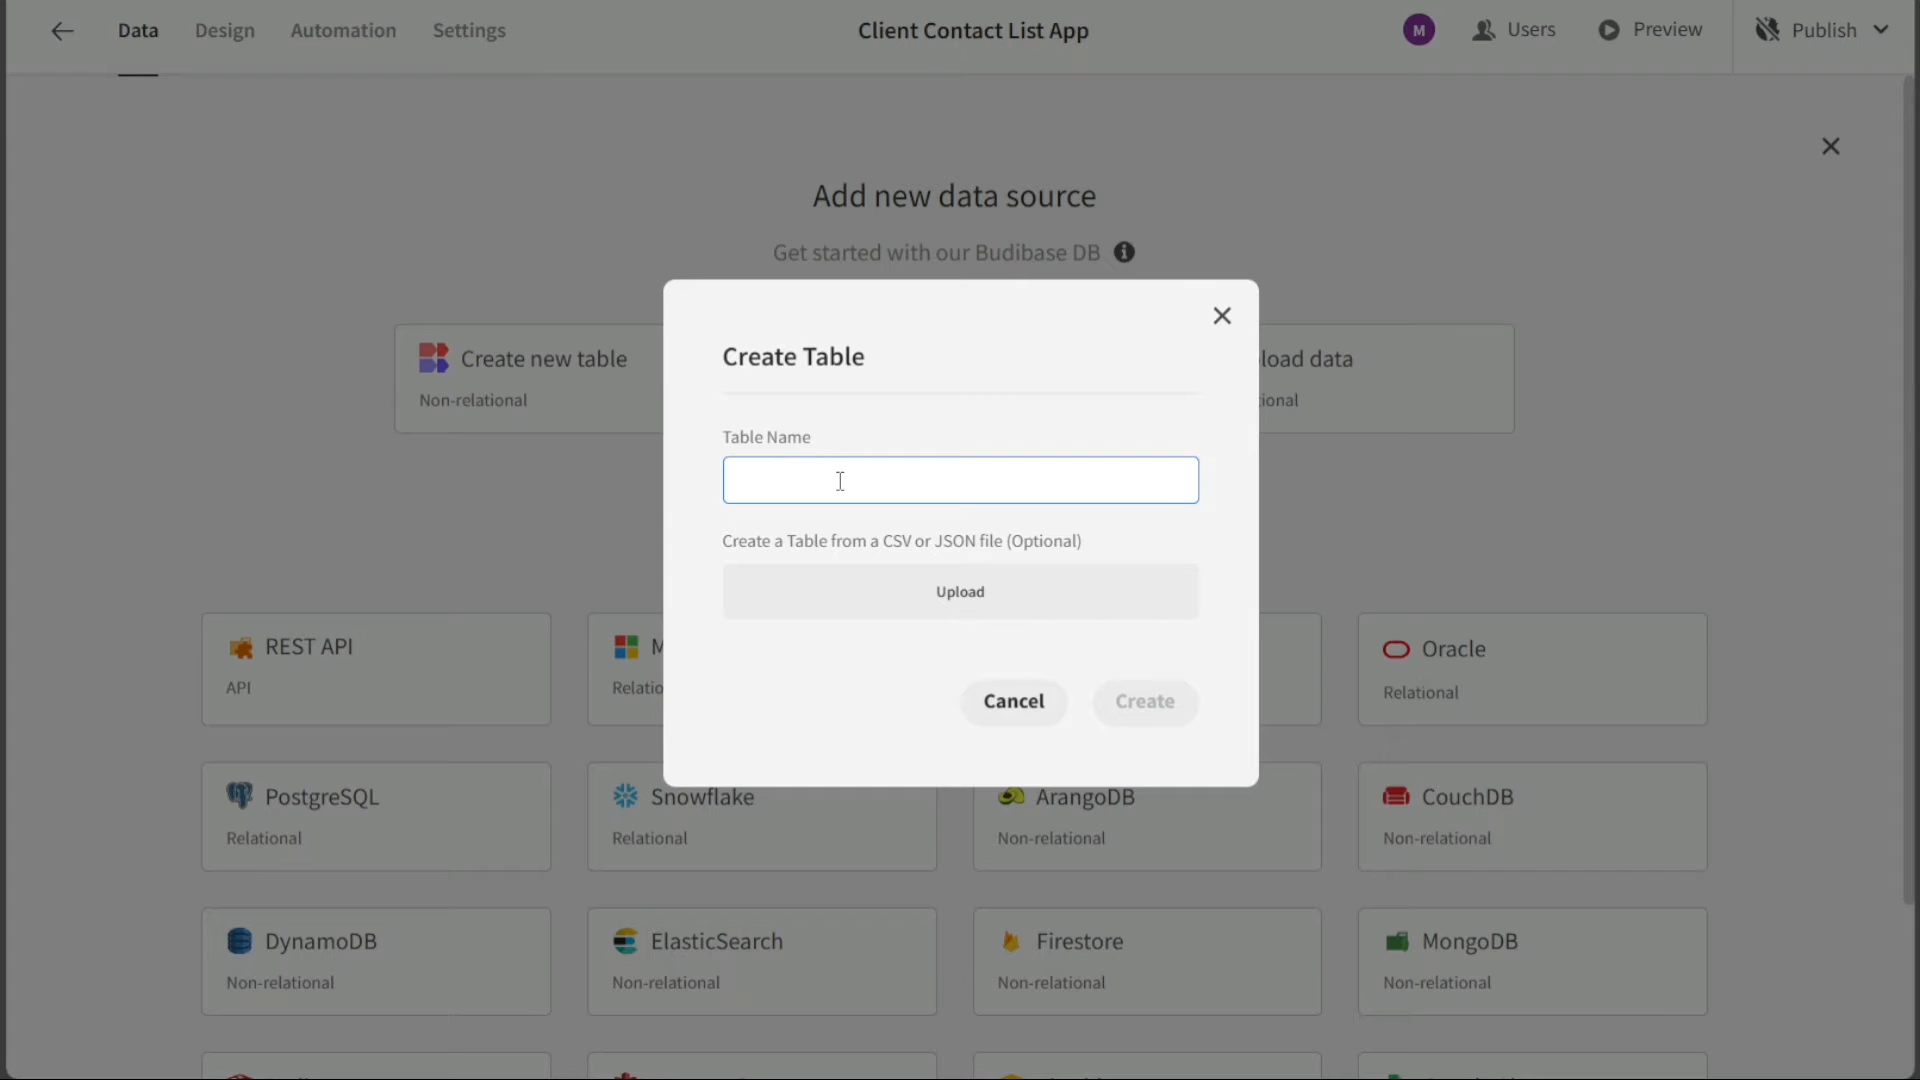 Data Design Automation Settings Client Contact List App M Users Preview Publish
Add new data source
Get started with our Budibase DB
Create Table
Create new table
load data
Non-relational
ional
Table Name
Create a Table from a CSV or JSON file (Optional)
Upload
REST API
M
Oracle
API
Relatio
Relational
Cancel Create
PostgreSQL Snowflake ArangoDB CouchDB
Relational Relational Non-relational Non-relational
DynamoDB ElasticSearch Firestore MongoDB
Non-relational Non-relational Non-relational Non-relational